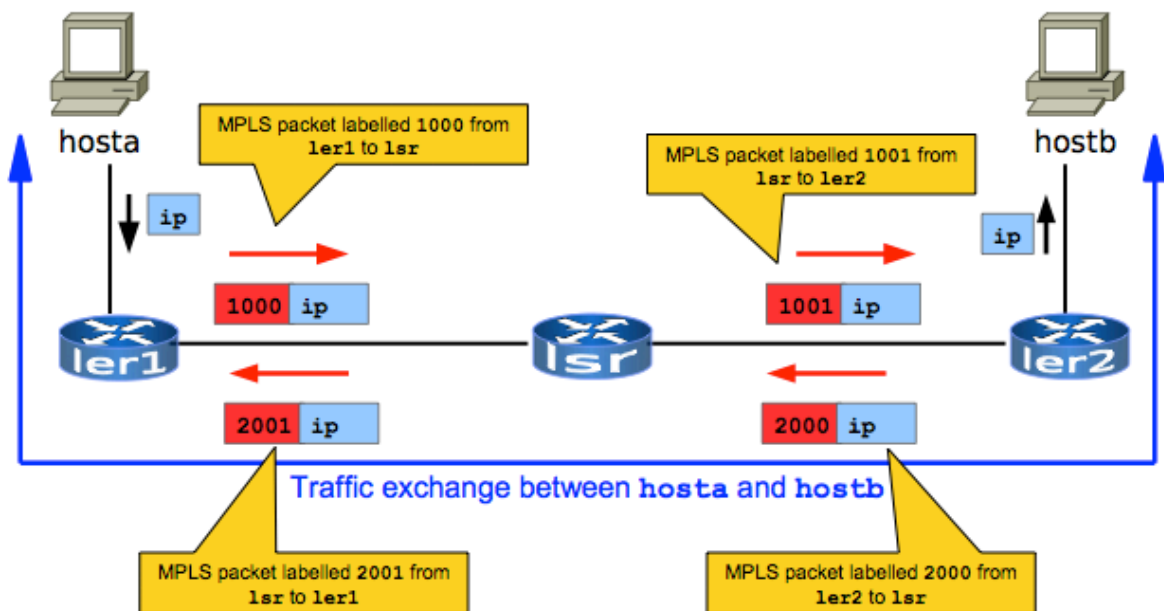 hosta
hostb
MPLS packet labelled 1000 from
ler1 to lsr
MPLS packet labelled 1001 from
lsr to ler2
ip
ip
1000 ip
1001 ip
ler1
lsr
ler2
2001 ip
2000 ip
Traffic exchange between hosta and hostb
MPLS packet labelled 2001 from
lsr to ler1
MPLS packet labelled 2000 from
ler2 to lsr